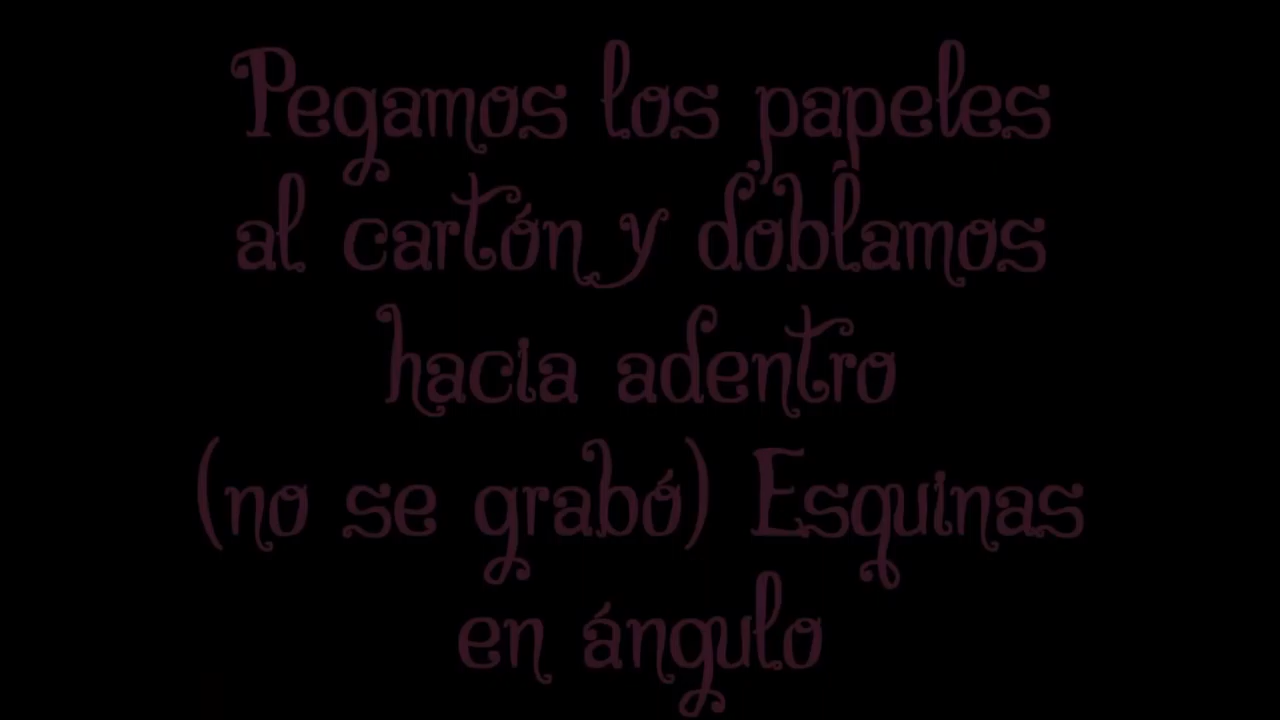 Pegamos los papeles
al cartón y doblamos
hacia adentro
(no se grabó) Esquinas
en ángulo